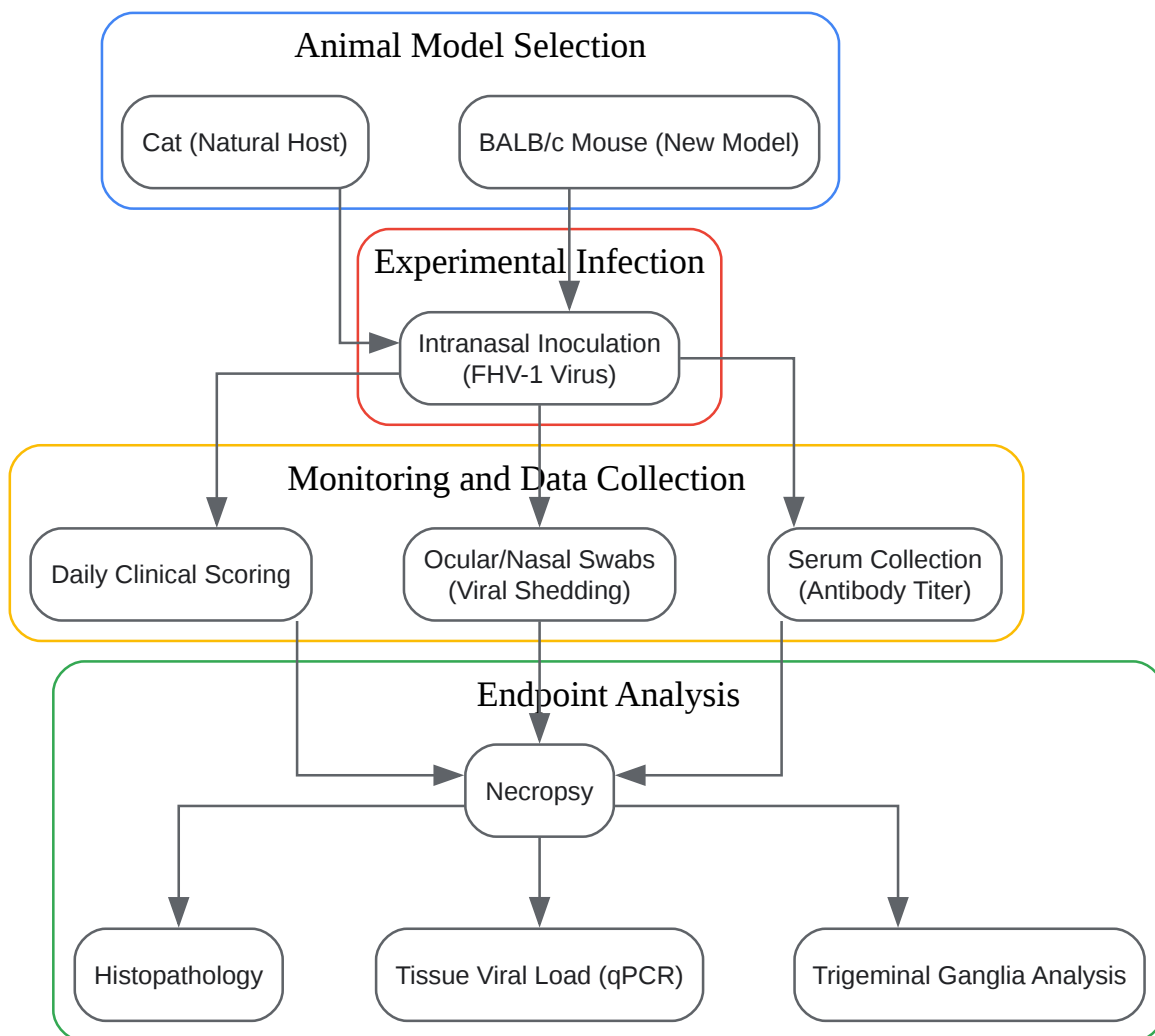 Animal Model Selection
Cat (Natural Host)
BALB/c Mouse (New Model)
Experimental Infection
Intranasal Inoculation
(FHV-1 Virus)
Monitoring and Data Collection
Daily Clinical Scoring
Ocular/Nasal Swabs
(Viral Shedding)
Serum Collection
(Antibody Titer)
Endpoint Analysis
Necropsy
Histopathology
Tissue Viral Load (qPCR)
Trigeminal Ganglia Analysis